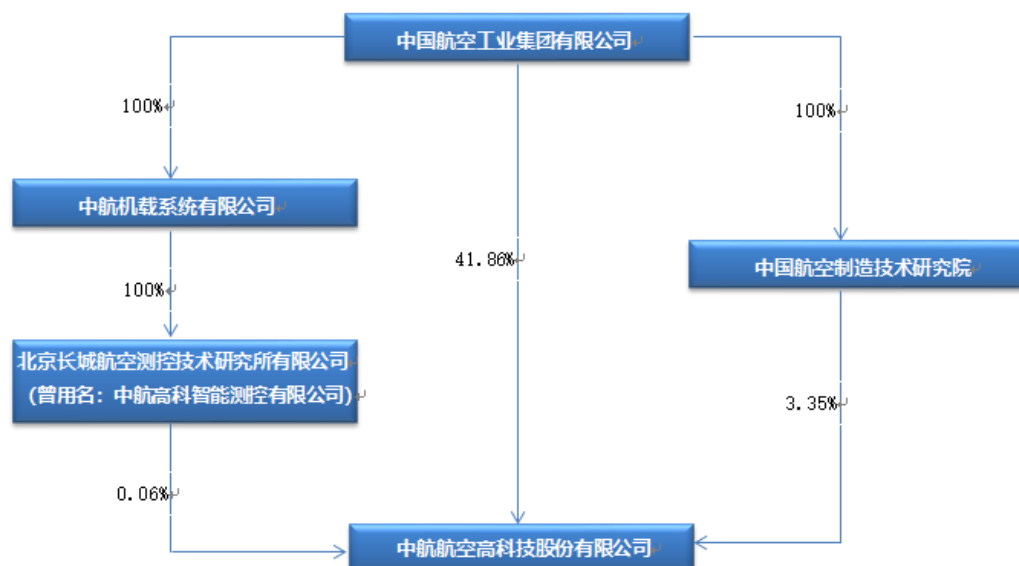 中国航空工业集团有限公司
100%
100%
中航机载系统有限公司
41.86%
中国航空制造技术研究院
100%
北京长城航空测控技术研究所有限公司
（曾用名：中航高科智能测控有限公司）
3.35%
0.06%
中航航空高科技股份有限公司